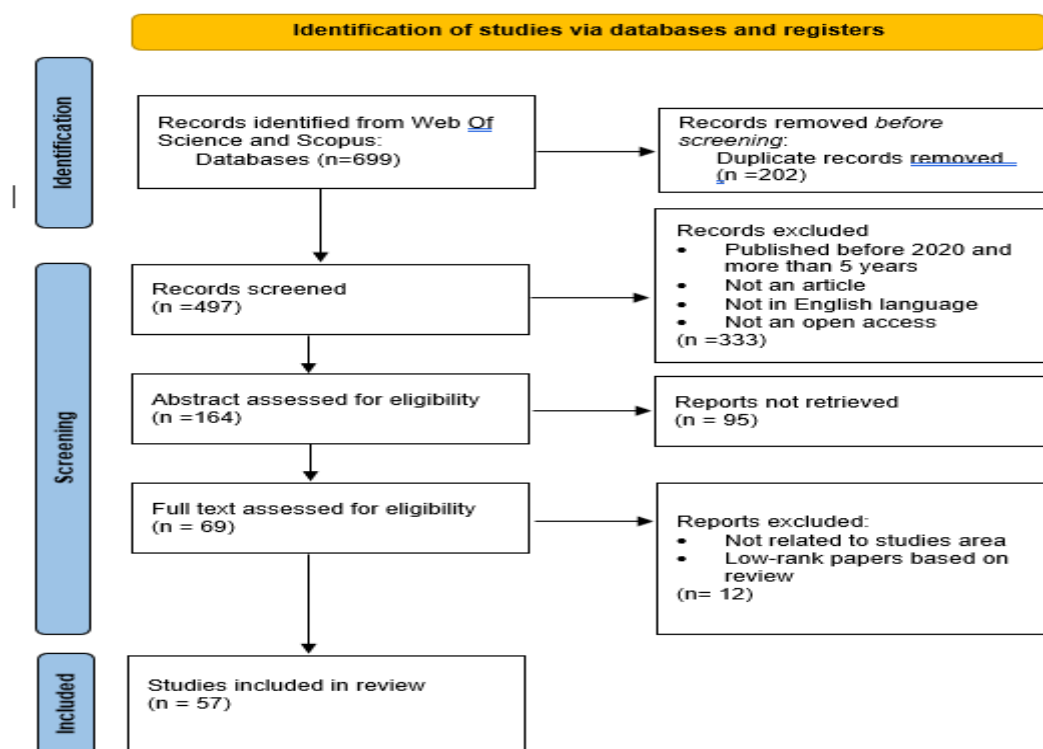 Identification of studies via databases and registers
Identification
Records identified from Web Of
Science and Scopus:
Databases (n=699)
Records removed before
screening:
Duplicate records removed
(n =202)
Screening
Records screened
(n =497)
Records excluded
• Published before 2020 and
more than 5 years
• Not an article
• Not in English language
• Not an open access
(n =333)
Abstract assessed for eligibility
(n =164)
Reports not retrieved
(n = 95)
Full text assessed for eligibility
(n = 69)
Reports excluded:
• Not related to studies area
• Low-rank papers based on
review
(n= 12)
Included
Studies included in review
(n = 57)